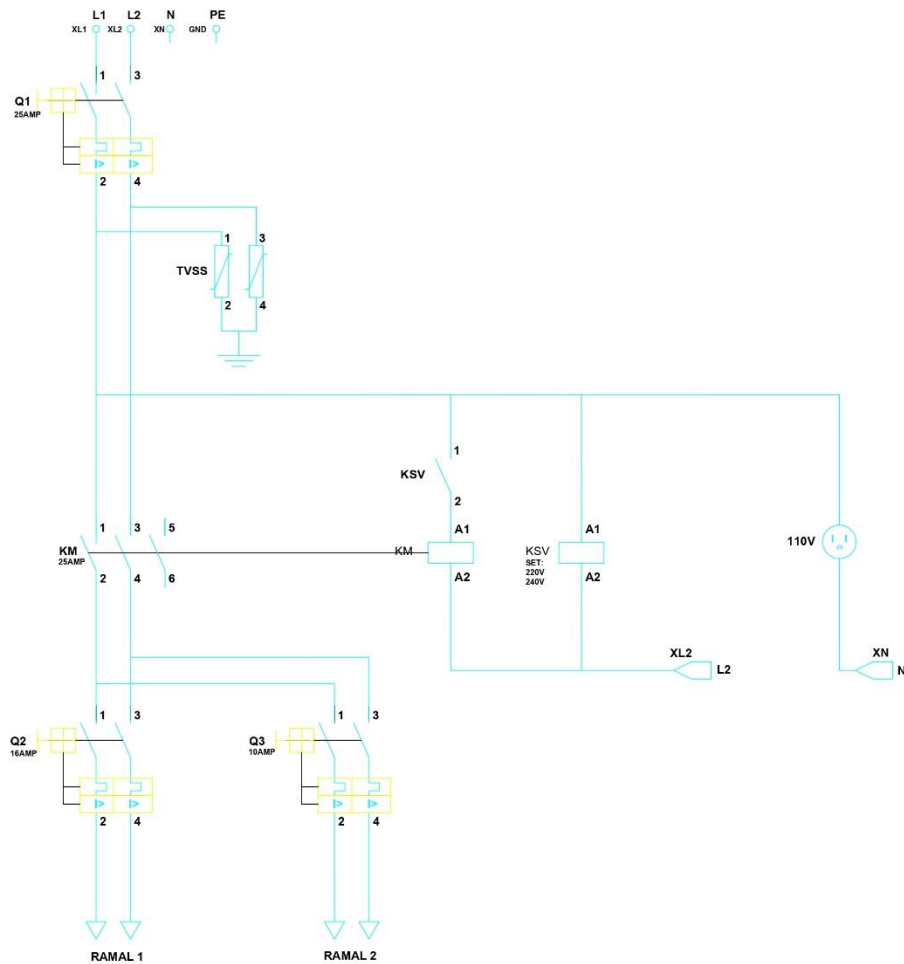 L1 L2 N PE
XL1 XL2 XN GND
1 3
Q1
25AMP
I> I>
2 4
1 3
TVSS
2 4
1
KSV
2
1 3 5
A1 A1
KM
25AMP
KM
KSV
SET:
220V
240V
110V
2 4 6
A2 A2
XL2
L2
XN
N
1 3
1 3
Q2
16AMP
Q3
10AMP
I> I>
I> I>
2 4
2 4
RAMAL 1
RAMAL 2